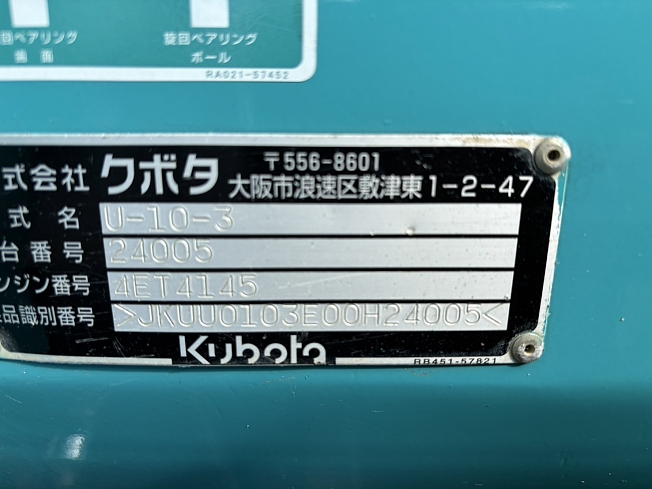 回ベアリング 旋回ベアリング
歯面 ボール
RA021-57452
式会社 クボタ 〒556-8601
大阪市浪速区敷津東1-2-47
式名 U-10-3
台番号 24005
ンジン番号 4ET4145
品識別番号 >JKUU0103E00H24005<
Kubota
RB451-57821